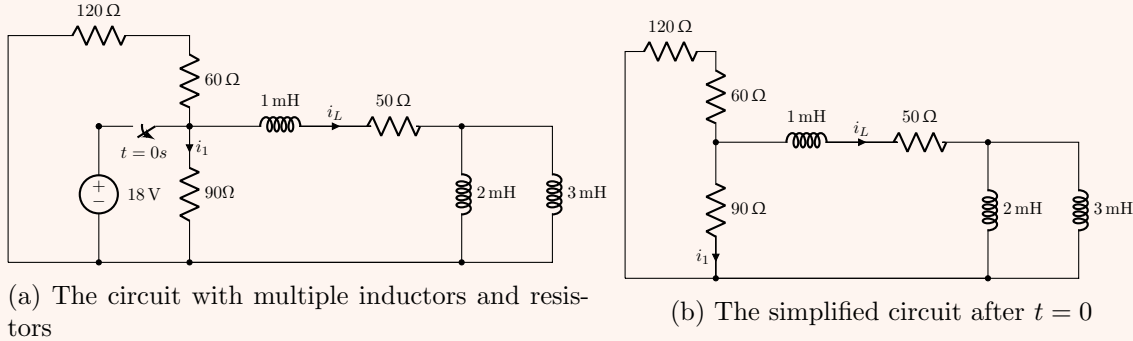 120 Ω
60 Ω
1 mH
i_L
50 Ω
t = 0s
i_1
18 V
90Ω
2 mH
3 mH
(a) The circuit with multiple inductors and resis-
tors
120 Ω
60 Ω
1 mH
i_L
50 Ω
90 Ω
i_1
2 mH
3 mH
(b) The simplified circuit after t = 0